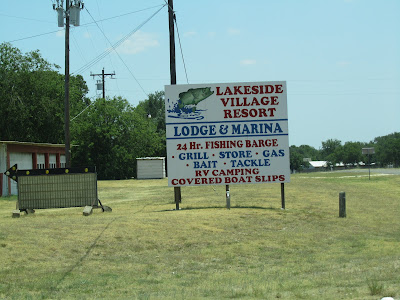 LAKESIDE
VILLAGE
RESORT
LODGE & MARINA
24 Hr. FISHING BARGE
· GRILL · STORE · GAS ·
· BAIT · TACKLE
RV CAMPING
COVERED BOAT SLIPS